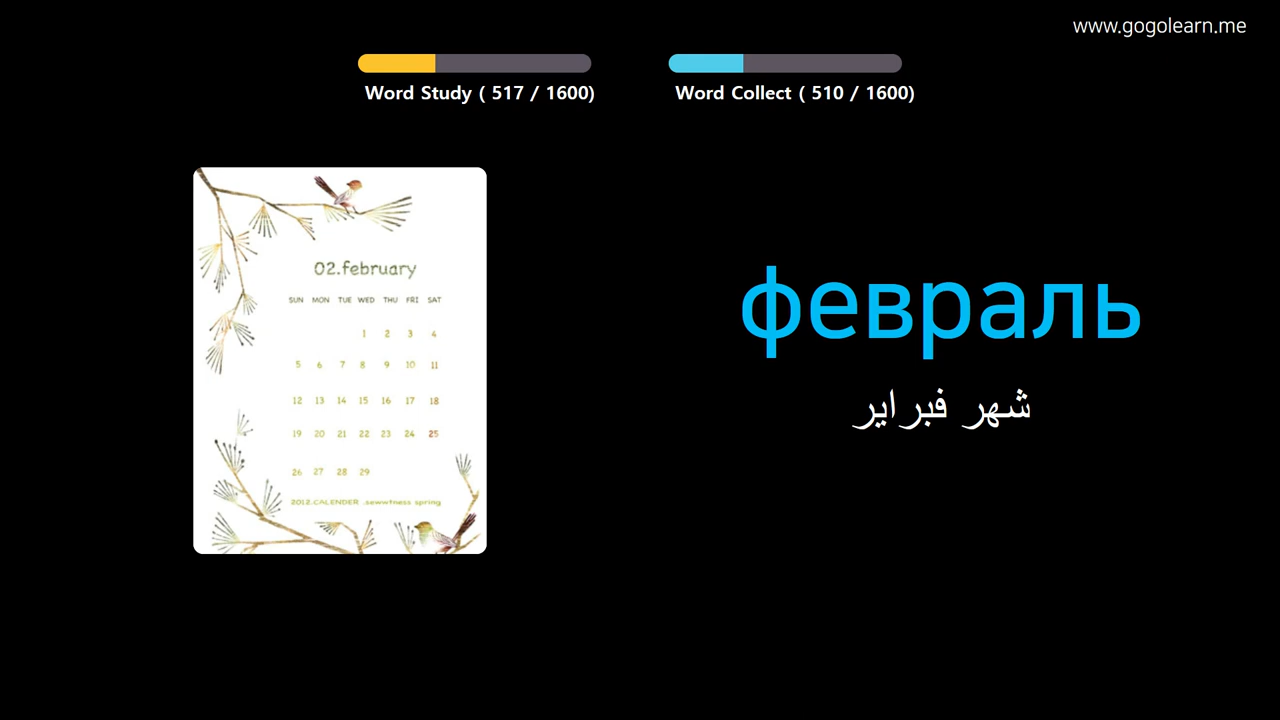 www.gogolearn.me
Word Study ( 517 / 1600)
Word Collect ( 510 / 1600)
02.february
SUN MON TUE WED THU FRI SAT
1 2 3 4
5 6 7 8 9 10 11
12 13 14 15 16 17 18
19 20 21 22 23 24 25
26 27 28 29
2012.CALENDER .sewwtness spring
февраль
شهر فبراير